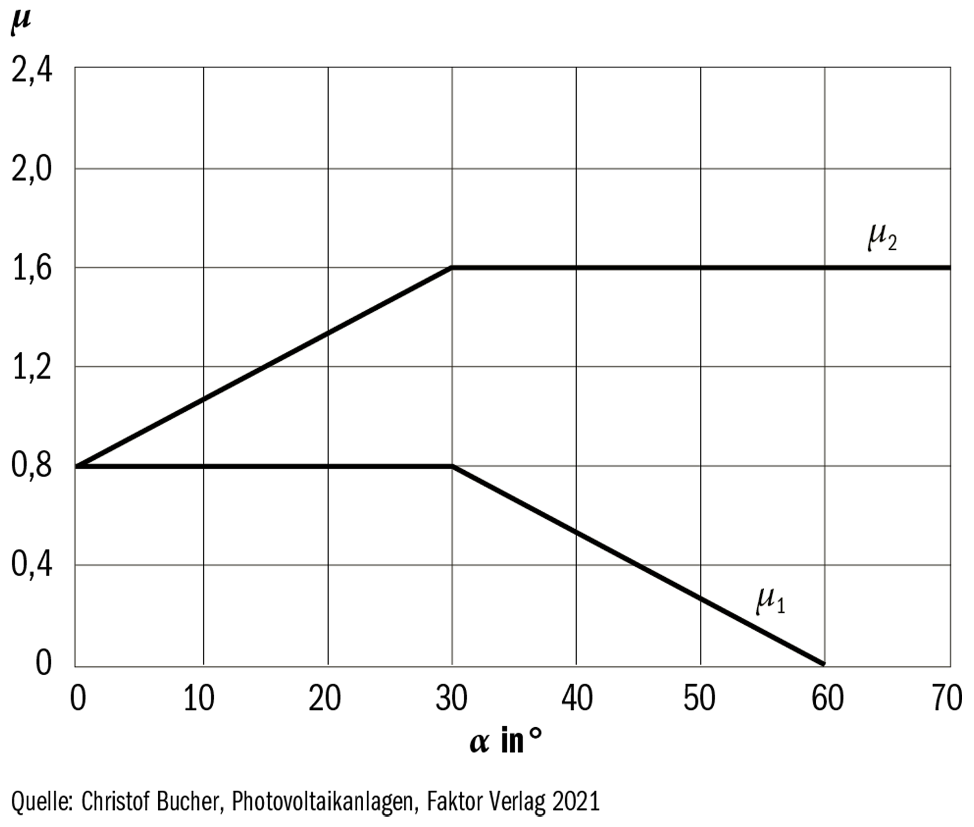 μ
2,4
2,0
μ2
1,6
1,2
0,8
0,4
μ1
0
0 10 20 30 40 50 60 70
α in °
Quelle: Christof Bucher, Photovoltaikanlagen, Faktor Verlag 2021